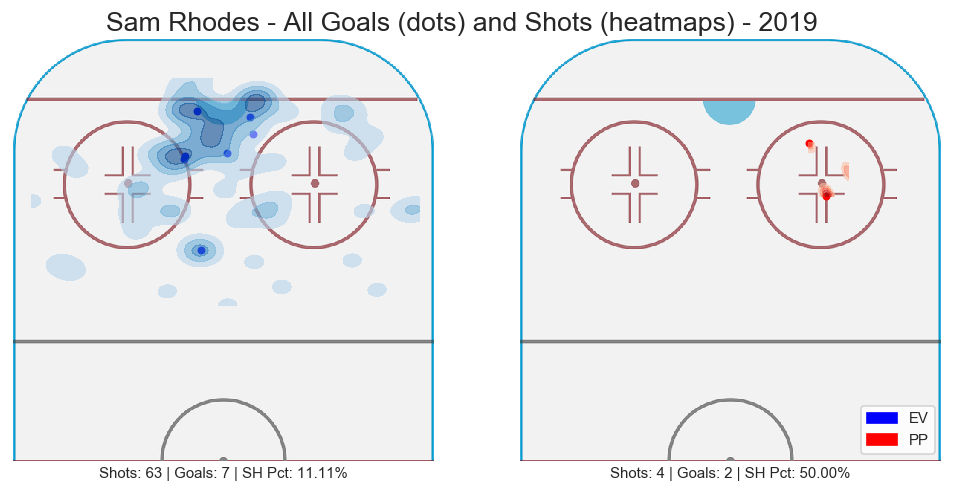 Sam Rhodes - All Goals (dots) and Shots (heatmaps) - 2019
EV
PP
Shots: 63 | Goals: 7 | SH Pct: 11.11%
Shots: 4 | Goals: 2 | SH Pct: 50.00%